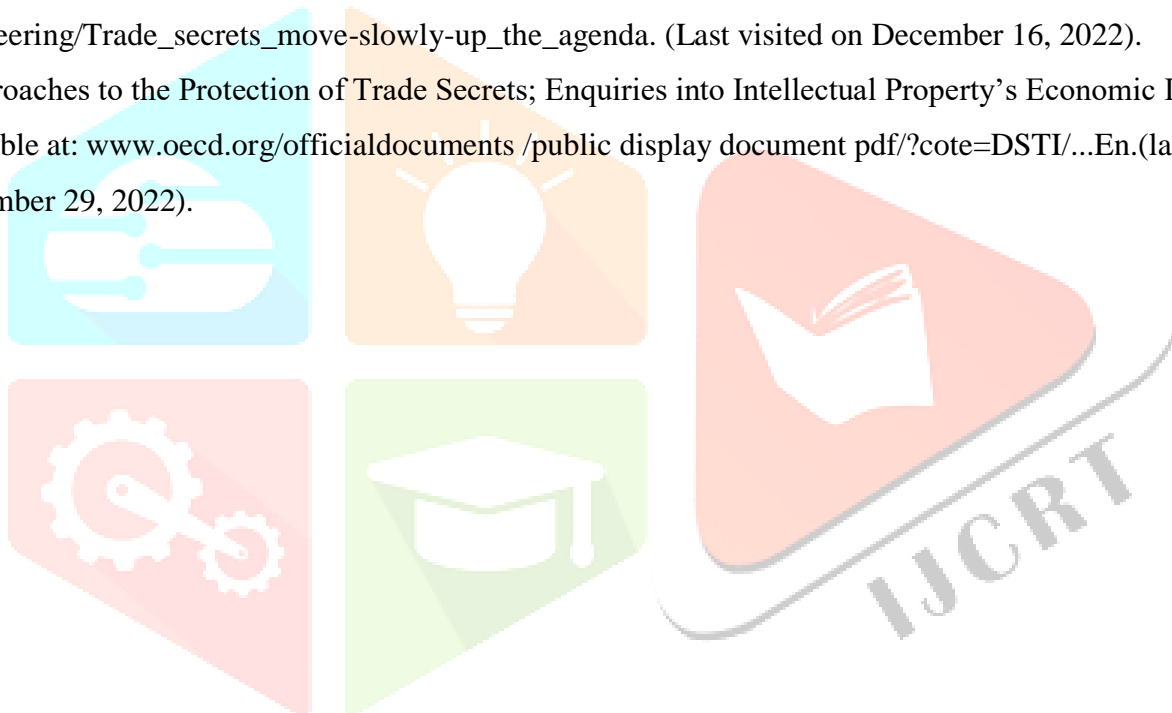 eering/Trade_secrets_move-slowly-up_the_agenda. (Last visited on December 16, 2022).
roaches to the Protection of Trade Secrets; Enquiries into Intellectual Property’s Economic I
ble at: www.oecd.org/officialdocuments /public display document pdf/?cote=DSTI/...En.(la
mber 29, 2022).
IJCRT